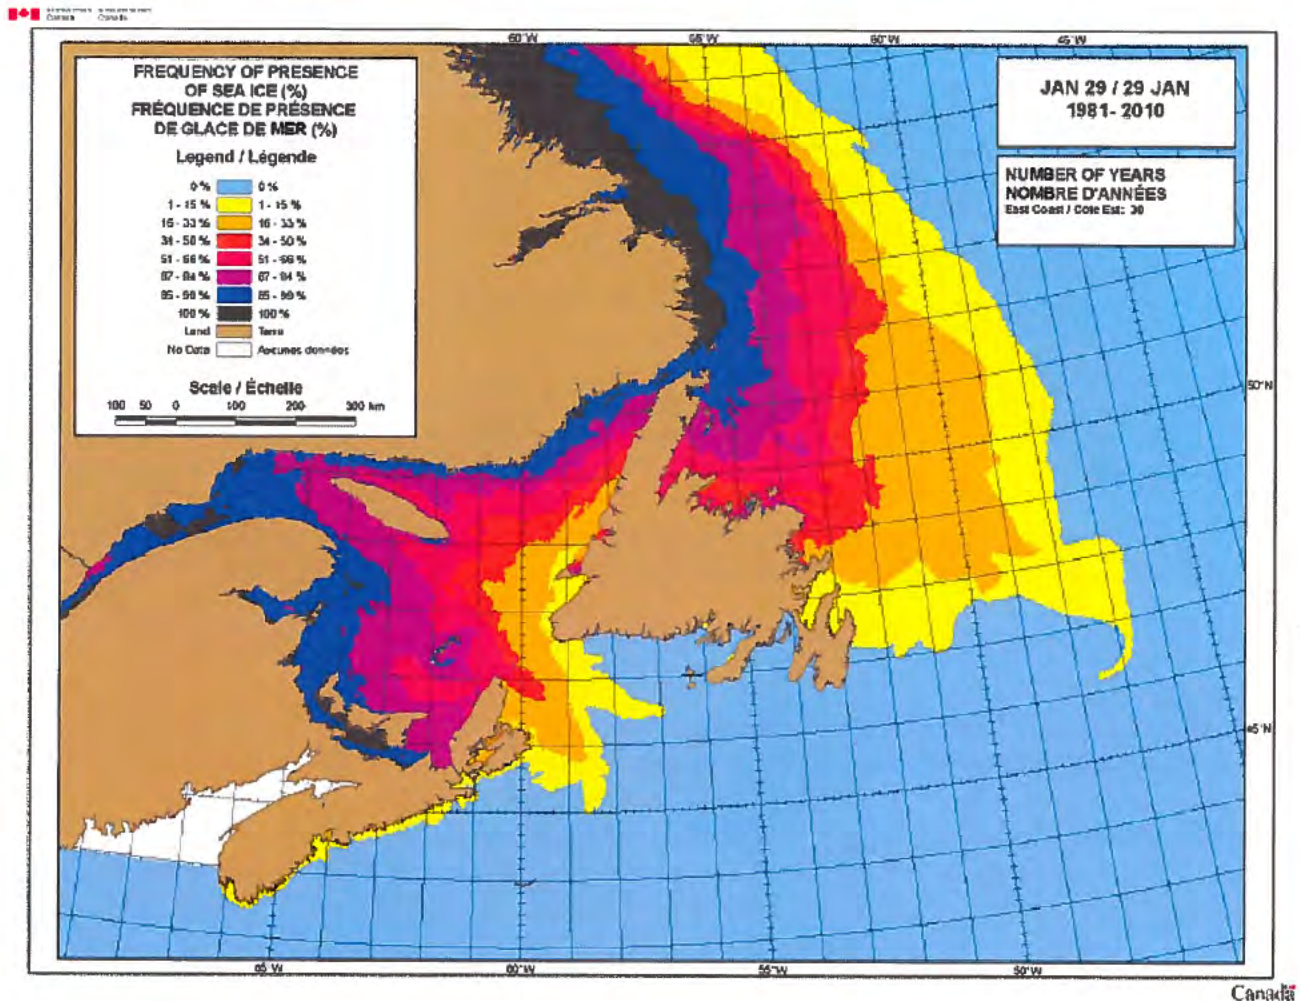 Canada Canada
60°W 55°W 50°W 45°W
FREQUENCY OF PRESENCE
OF SEA ICE (%)
FRÉQUENCE DE PRÉSENCE
DE GLACE DE MER (%)
Legend / Légende
0 % 0 %
1 - 15 % 1 - 15 %
16 - 33 % 16 - 33 %
34 - 50 % 34 - 50 %
51 - 66 % 51 - 66 %
67 - 84 % 67 - 84 %
85 - 99 % 85 - 99 %
100 % 100 %
Land Terre
No Data Aucunes données
Scale / Échelle
100 50 0 100 200 300 km
JAN 29 / 29 JAN
1981- 2010
NUMBER OF YEARS
NOMBRE D'ANNÉES
East Coast / Côte Est: 30
50°N
45°N
65°W 60°W 55°W 50°W
Canada